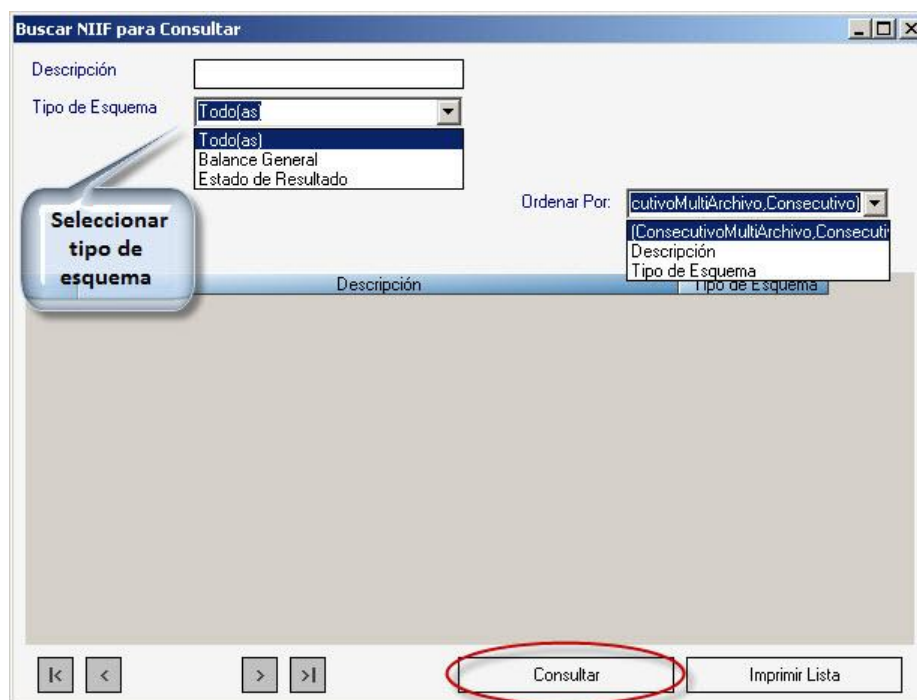 Buscar NIIF para Consultar
Descripción
Tipo de Esquema
Todo(as)
Todo(as)
Balance General
Estado de Resultado
Seleccionar
tipo de
esquema
Ordenar Por:
cutivoMultiArchivo,Consecutivo)
(ConsecutivoMultiArchivo,Consecuti
Descripción
Tipo de Esquema
Descripción
Tipo de Esquema
|< < > >|
Consultar
Imprimir Lista